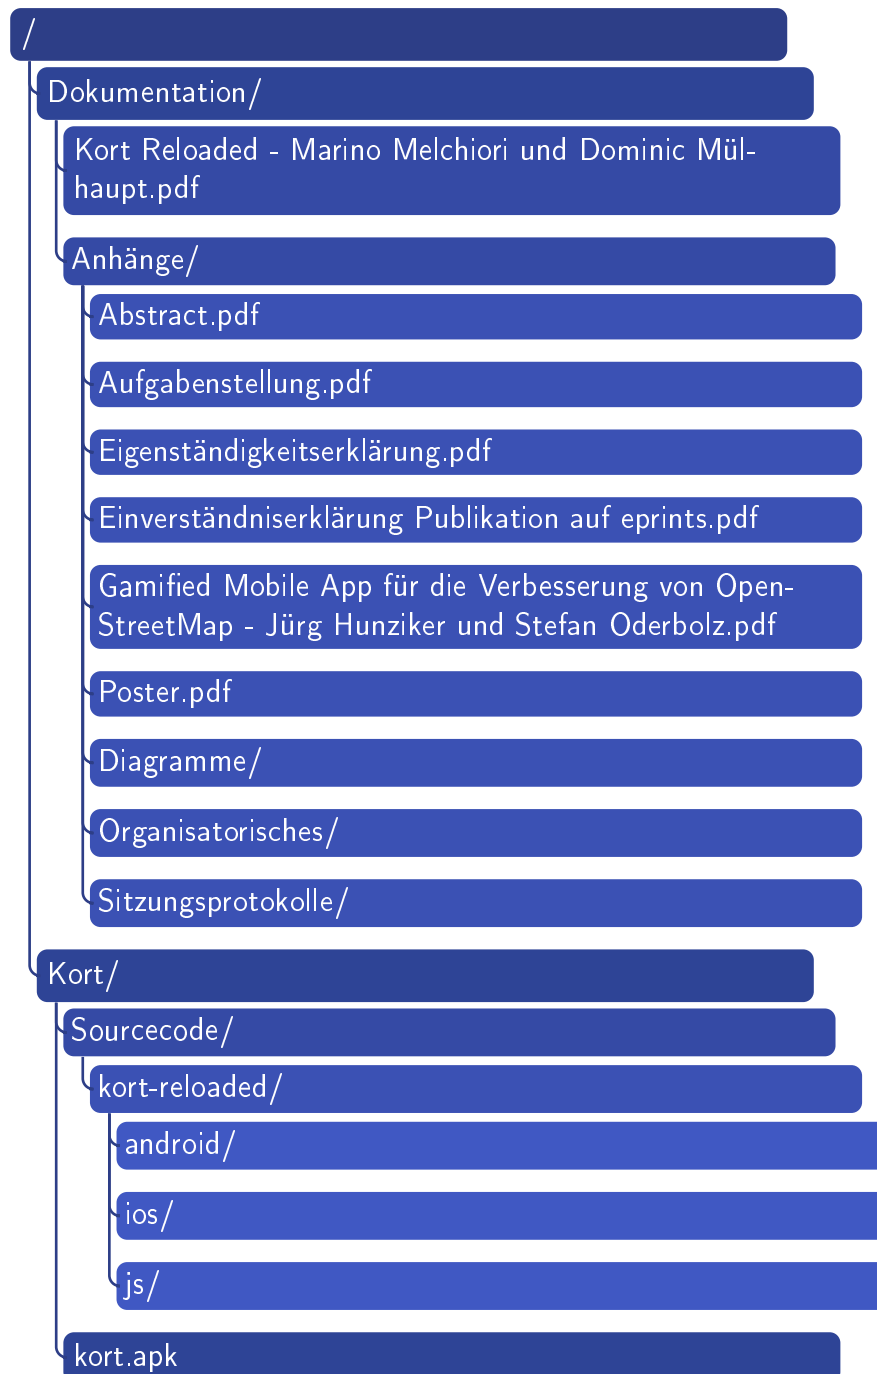 /
Dokumentation/
Kort Reloaded - Marino Melchiori und Dominic Mül-
haupt.pdf
Anhänge/
Abstract.pdf
Aufgabenstellung.pdf
Eigenständigkeitserklärung.pdf
Einverständniserklärung Publikation auf eprints.pdf
Gamified Mobile App für die Verbesserung von Open-
StreetMap - Jürg Hunziker und Stefan Oderbolz.pdf
Poster.pdf
Diagramme/
Organisatorisches/
Sitzungsprotokolle/
Kort/
Sourcecode/
kort-reloaded/
android/
ios/
js/
kort.apk